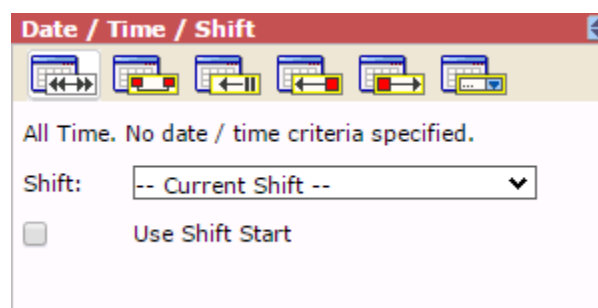 Date / Time / Shift
All Time. No date / time criteria specified.
Shift: -- Current Shift --
Use Shift Start